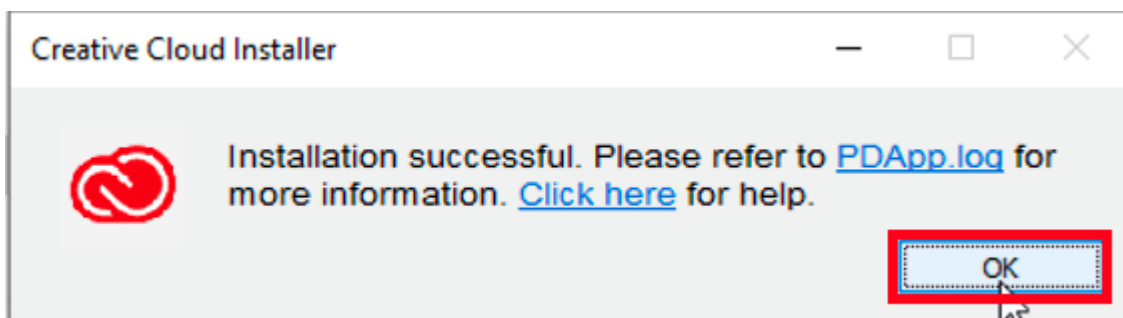 Creative Cloud Installer
Installation successful. Please refer to PDApp.log for
more information. Click here for help.
OK